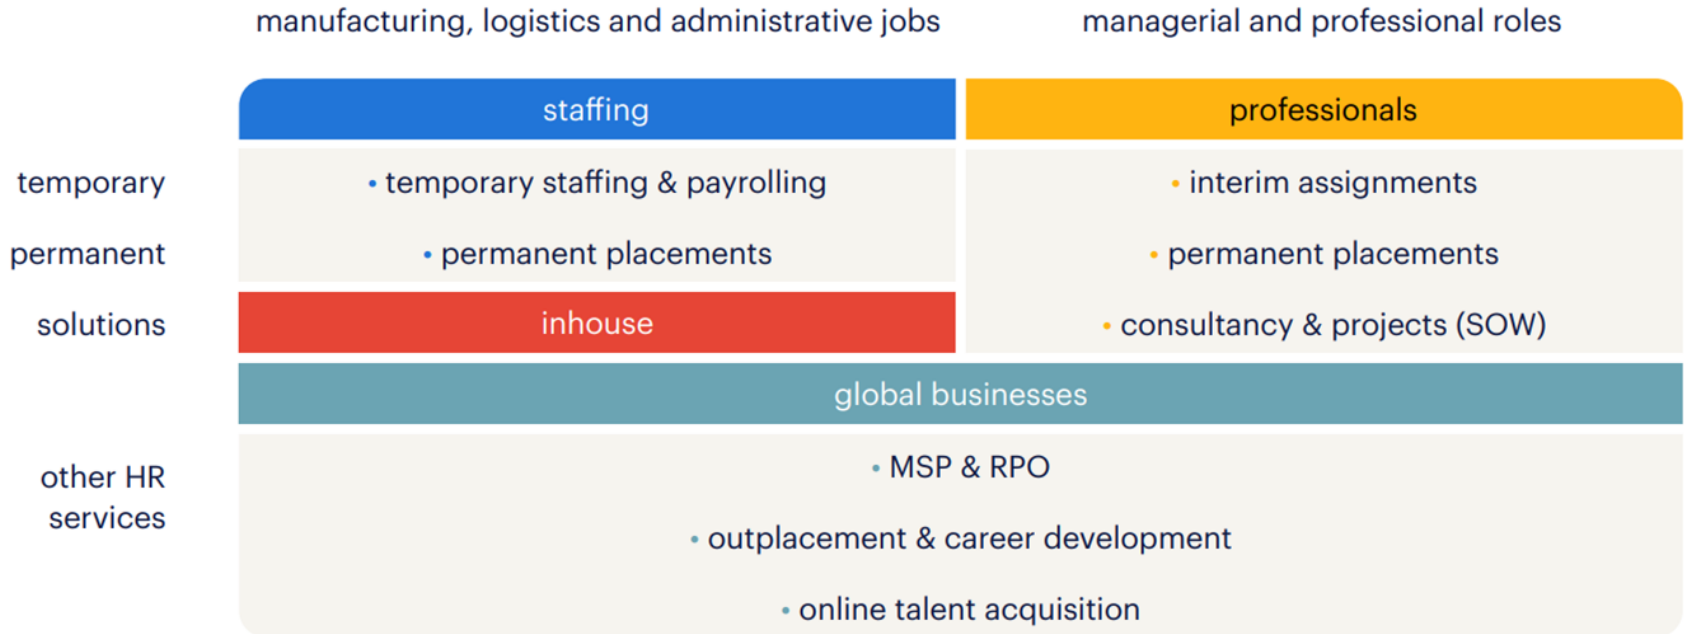 manufacturing, logistics and administrative jobs
managerial and professional roles
staffing
professionals
temporary
• temporary staffing & payrolling
• interim assignments
permanent
• permanent placements
• permanent placements
solutions
inhouse
• consultancy & projects (SOW)
global businesses
other HR
services
• MSP & RPO
• outplacement & career development
• online talent acquisition